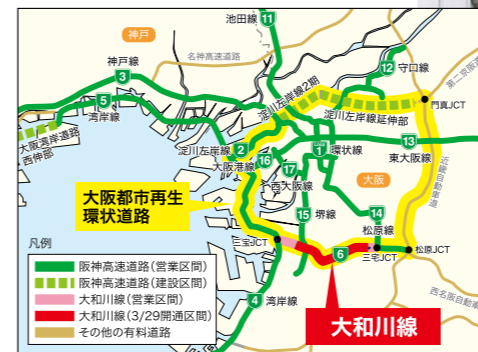 池田線
11
神戸
神戸線
3
名神高速道路
12
守口線
第二京阪道路
5
湾岸線
淀川左岸線2期
淀川左岸線延伸部
門真JCT
大阪湾岸道路
西伸部
淀川左岸線
2
大阪港線
16
1
環状線
13
東大阪線
17
西大阪線
大阪
近畿自動車道
大阪都市再生
環状道路
15
堺線
14
松原線
三宝JCT
6
三宅JCT
松原JCT
4
湾岸線
西名阪自動車道
大和川線
凡例
阪神高速道路(営業区間)
阪神高速道路(建設区間)
大和川線(営業区間)
大和川線(3/29開通区間)
その他の有料道路